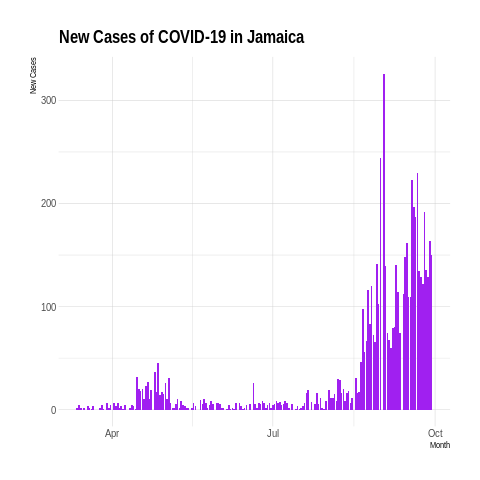 New Cases of COVID-19 in Jamaica
New Cases
300
200
100
0
Apr
Jul
Oct
Month